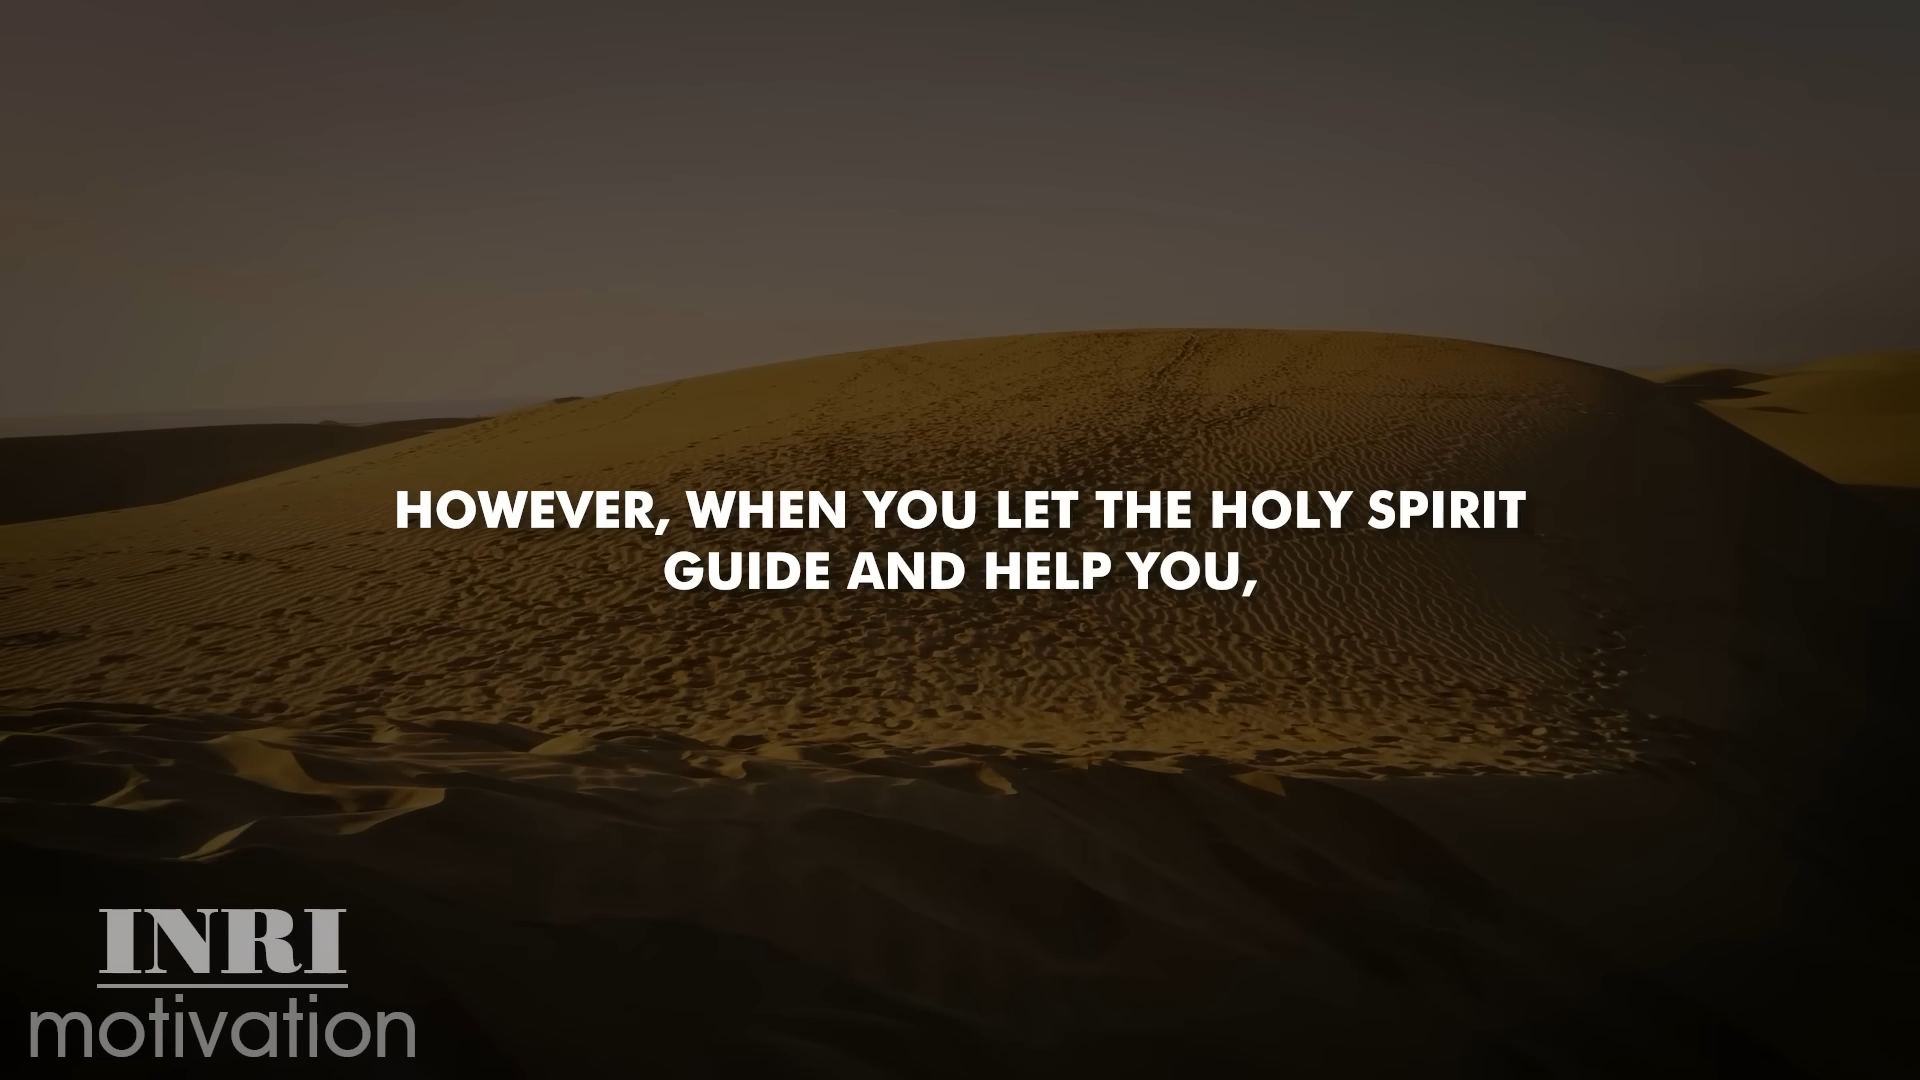 HOWEVER, WHEN YOU LET THE HOLY SPIRIT
GUIDE AND HELP YOU,
INRI
motivation